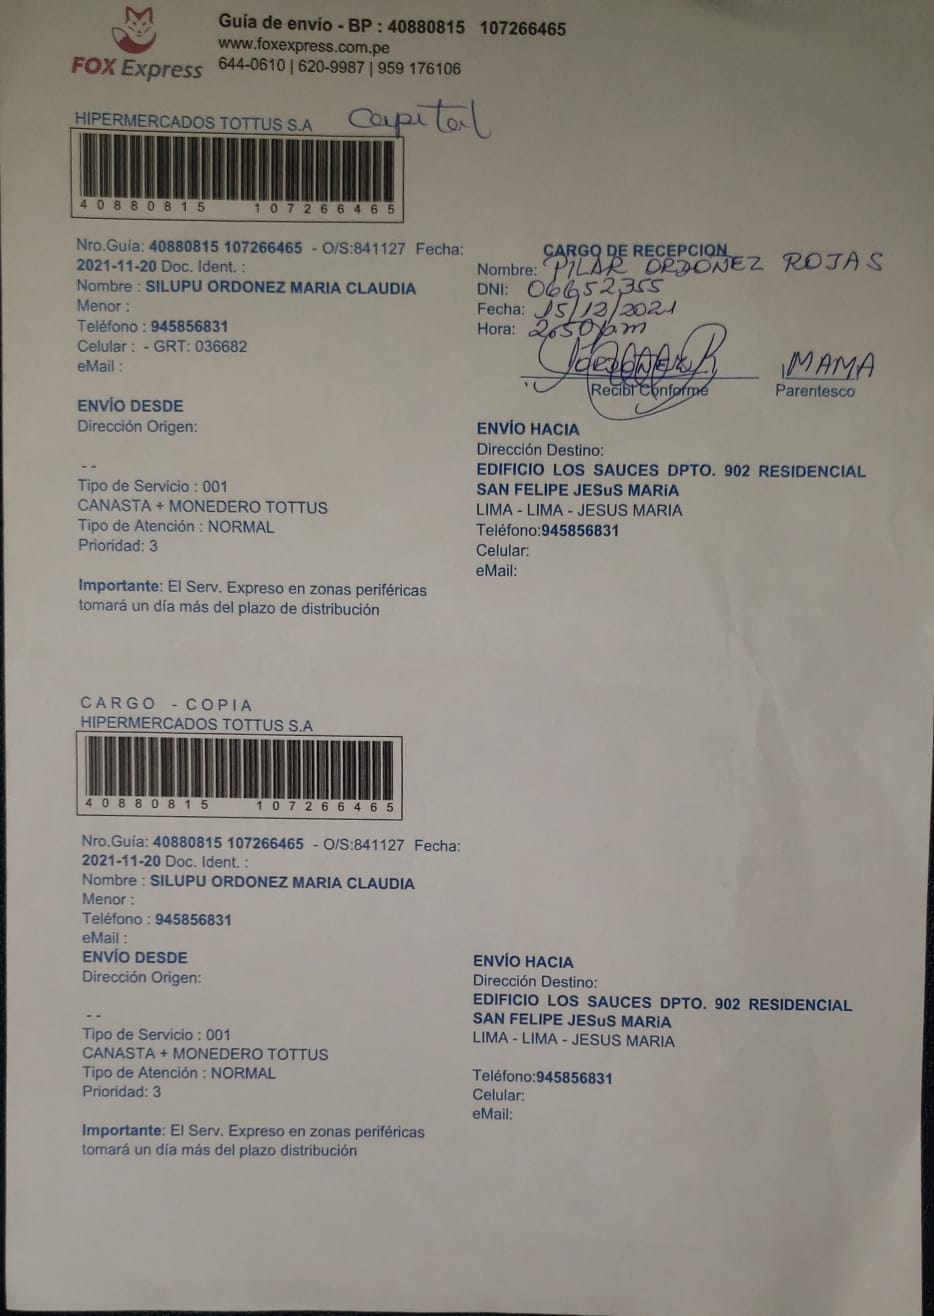 FOX Express
Guía de envío - BP : 40880815 107266465
www.foxexpress.com.pe
644-0610 | 620-9987 | 959 176106
HIPERMERCADOS TOTTUS S.A
Capital
40880815 107266465
Nro.Guía: 40880815 107266465 - O/S:841127 Fecha:
2021-11-20 Doc. Ident. :
Nombre : SILUPU ORDONEZ MARIA CLAUDIA
Menor :
Teléfono : 945856831
Celular : - GRT: 036682
eMail :
CARGO DE RECEPCION
Nombre: PILAR ORDOÑEZ ROJAS
DNI: 06652355
Fecha: 15/12/2021
Hora: 2:50 pm
Recibi Conforme
MAMA
Parentesco
ENVÍO DESDE
Dirección Origen:
- -
Tipo de Servicio : 001
CANASTA + MONEDERO TOTTUS
Tipo de Atención : NORMAL
Prioridad: 3
Importante: El Serv. Expreso en zonas periféricas
tomará un día más del plazo de distribución
ENVÍO HACIA
Dirección Destino:
EDIFICIO LOS SAUCES DPTO. 902 RESIDENCIAL
SAN FELIPE JESuS MARiA
LIMA - LIMA - JESUS MARIA
Teléfono:945856831
Celular:
eMail:
CARGO - COPIA
HIPERMERCADOS TOTTUS S.A
40880815 107266465
Nro.Guía: 40880815 107266465 - O/S:841127 Fecha:
2021-11-20 Doc. Ident. :
Nombre : SILUPU ORDONEZ MARIA CLAUDIA
Menor :
Teléfono : 945856831
eMail :
ENVÍO DESDE
Dirección Origen:
- -
Tipo de Servicio : 001
CANASTA + MONEDERO TOTTUS
Tipo de Atención : NORMAL
Prioridad: 3
Importante: El Serv. Expreso en zonas periféricas
tomará un día más del plazo distribución
ENVÍO HACIA
Dirección Destino:
EDIFICIO LOS SAUCES DPTO. 902 RESIDENCIAL
SAN FELIPE JESuS MARiA
LIMA - LIMA - JESUS MARIA
Teléfono:945856831
Celular:
eMail: